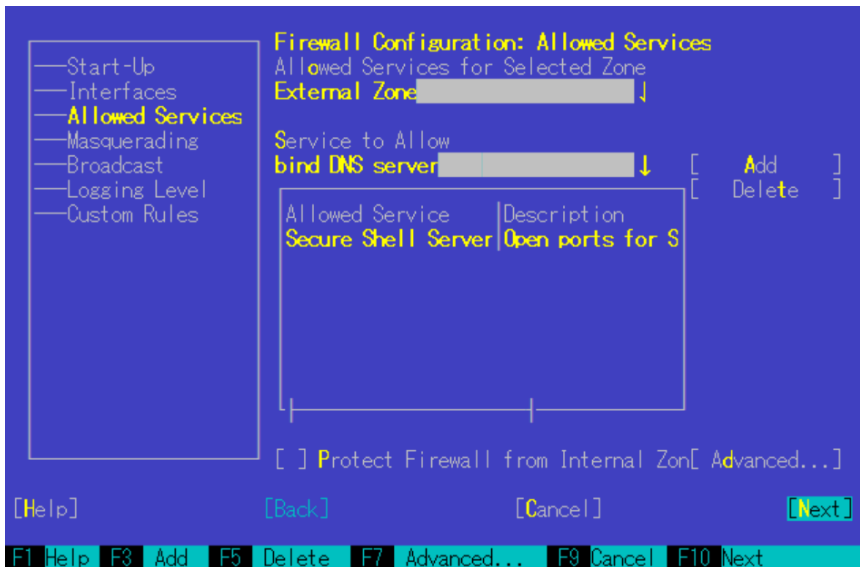 Firewall Configuration: Allowed Services
Start-Up
Interfaces
Allowed Services
Masquerading
Broadcast
Logging Level
Custom Rules
Allowed Services for Selected Zone
External Zone ↓
Service to Allow
bind DNS server ↓ [ Add ]
[ Delete ]
Allowed Service Description
Secure Shell Server Open ports for S
[ ] Protect Firewall from Internal Zon[ Advanced...]
[Help] [Back] [Cancel] [Next]
F1 Help F3 Add F5 Delete F7 Advanced... F9 Cancel F10 Next